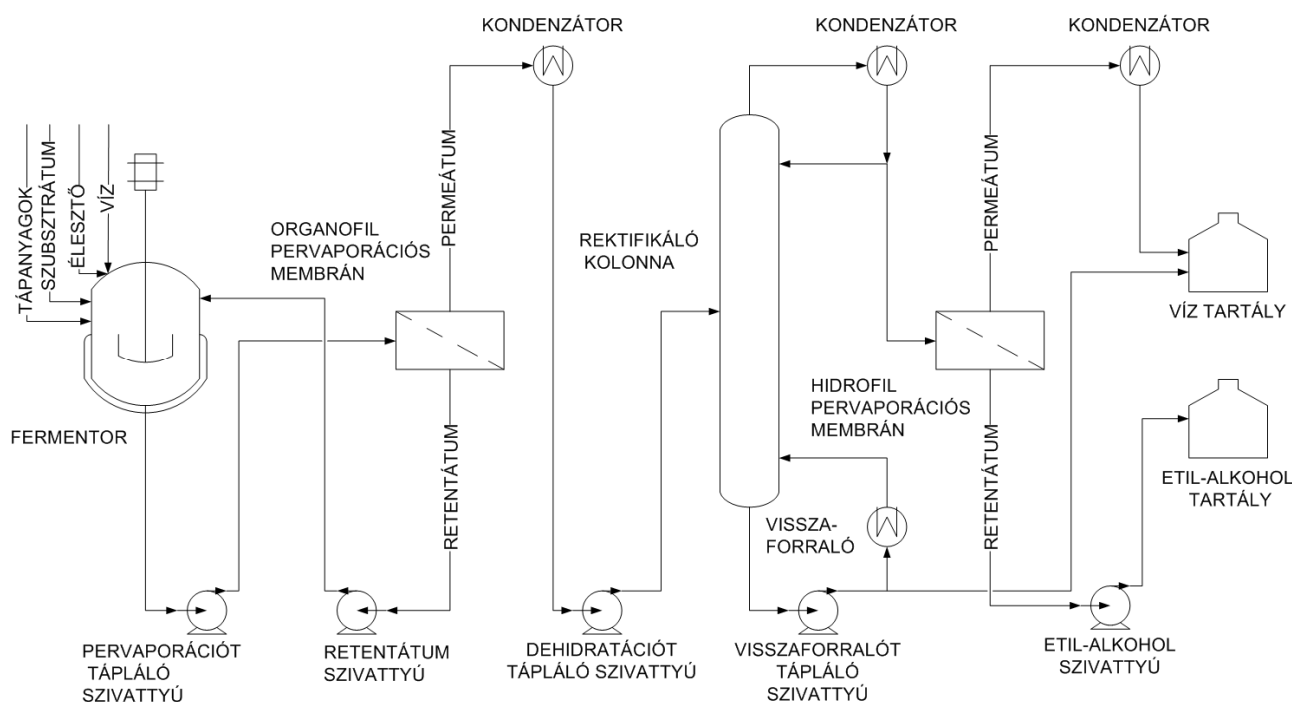 KONDENZÁTOR
KONDENZÁTOR
KONDENZÁTOR
TÁPANYAGOK
SZUBSZTRÁTUM
ÉLESZTŐ
VÍZ
FERMENTOR
ORGANOFIL
PERVAPORÁCIÓS
MEMBRÁN
PERMEÁTUM
RETENTÁTUM
REKTIFIKÁLÓ
KOLONNA
PERMEÁTUM
HIDROFIL
PERVAPORÁCIÓS
MEMBRÁN
RETENTÁTUM
VISSZA-
FORRALÓ
VÍZ TARTÁLY
ETIL-ALKOHOL
TARTÁLY
PERVAPORÁCIÓT
TÁPLÁLÓ
SZIVATTYÚ
RETENTÁTUM
SZIVATTYÚ
DEHIDRATÁCIÓT
TÁPLÁLÓ SZIVATTYÚ
VISSZAFORRALÓT
TÁPLÁLÓ
SZIVATTYÚ
ETIL-ALKOHOL
SZIVATTYÚ